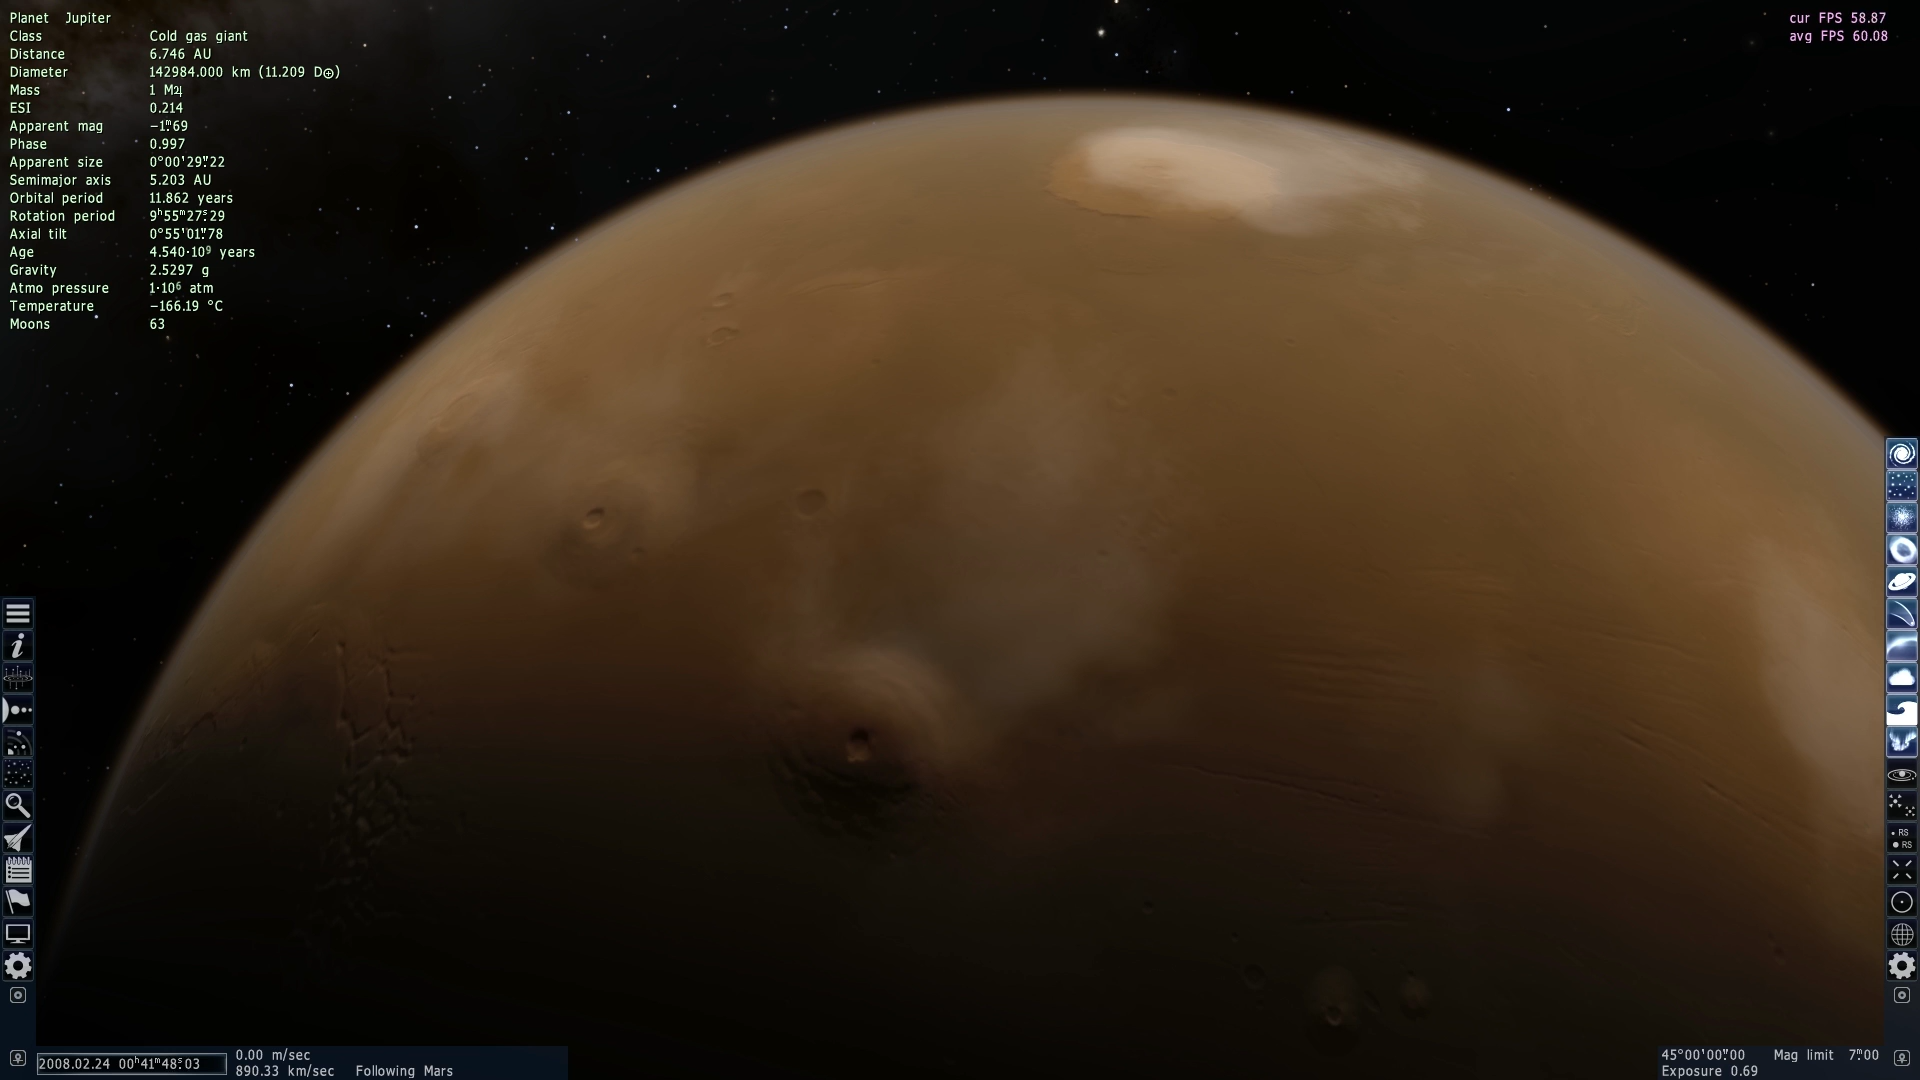 Planet Jupiter
Class Cold gas giant
Distance 6.746 AU
Diameter 142984.000 km (11.209 D⊕)
Mass 1 M♃
ESI 0.214
Apparent mag −1ᵐ.69
Phase 0.997
Apparent size 0°00'29".22
Semimajor axis 5.203 AU
Orbital period 11.862 years
Rotation period 9ʰ55ᵐ27ˢ.29
Axial tilt 0°55'01".78
Age 4.540·10⁹ years
Gravity 2.5297 g
Atmo pressure 1·10⁶ atm
Temperature −166.19 °C
Moons 63
cur FPS 58.87
avg FPS 60.08
RS
RS
2008.02.24 00ʰ41ᵐ48ˢ.03
0.00 m/sec
890.33 km/sec Following Mars
45°00'00".00 Mag limit 7ᵐ.00
Exposure 0.69